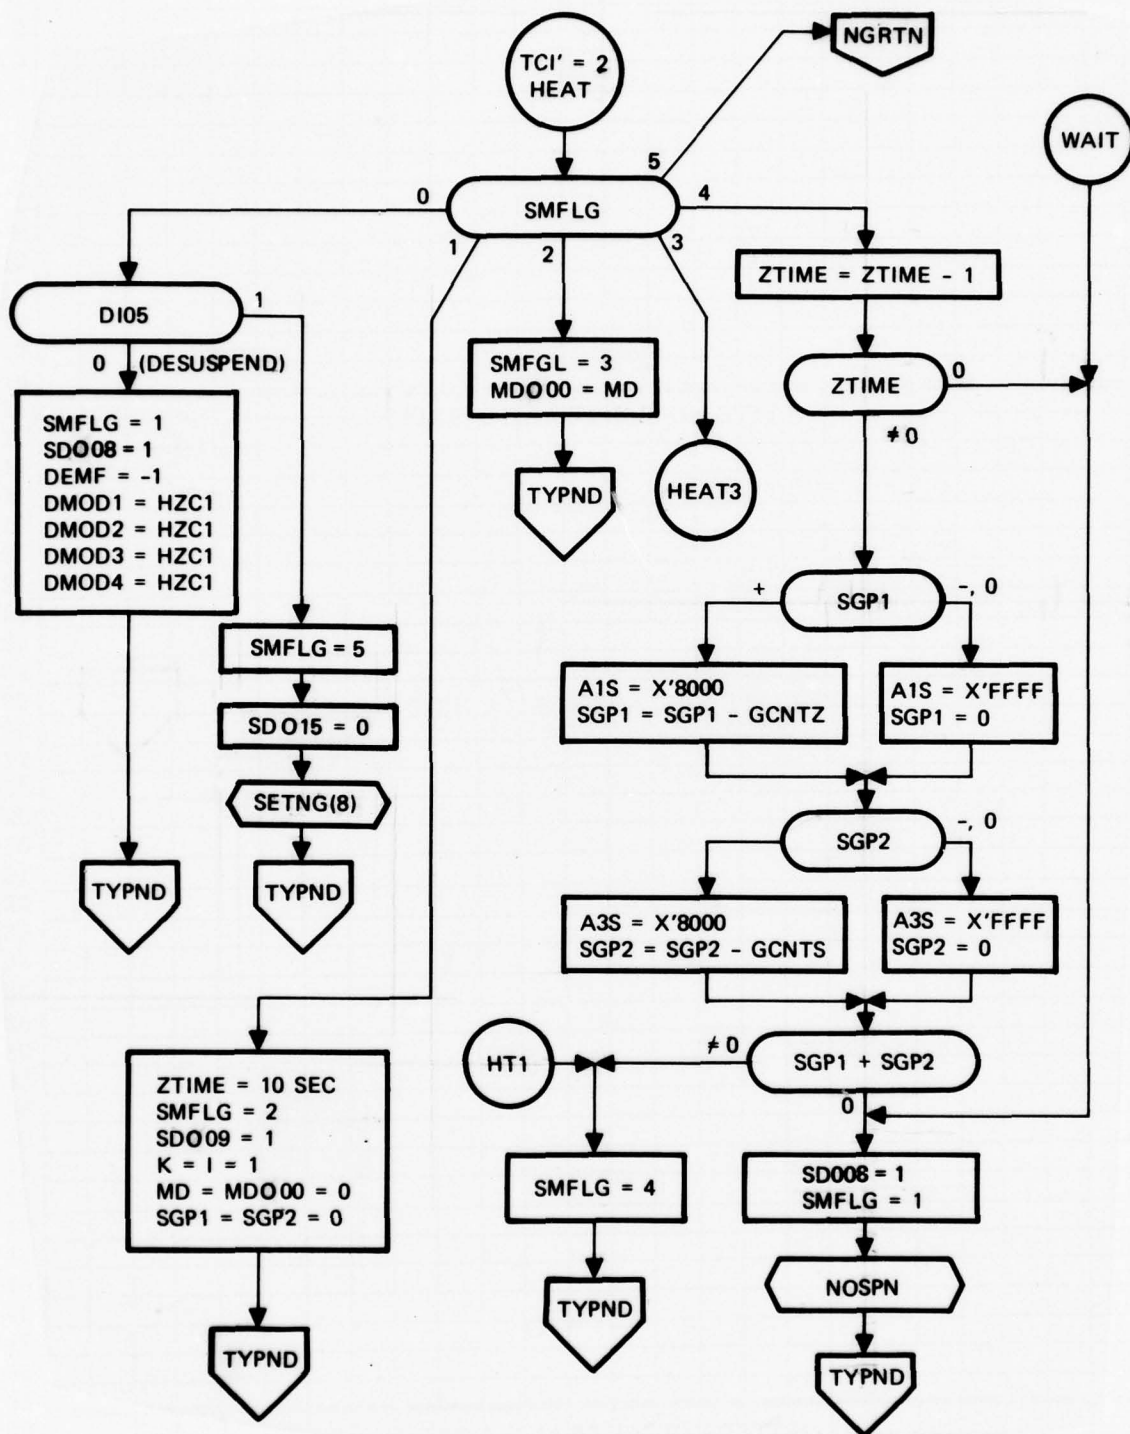 TCI' = 2
HEAT
NGRTN
WAIT
SMFLG
0
1
2
3
4
5
DI05
1
0 (DESUSPEND)
SMFLG = 1
SDO08 = 1
DEMF = -1
DMOD1 = HZC1
DMOD2 = HZC1
DMOD3 = HZC1
DMOD4 = HZC1
TYPND
SMFLG = 5
SDO15 = 0
SETNG(8)
TYPND
ZTIME = 10 SEC
SMFLG = 2
SDO09 = 1
K = I = 1
MD = MDO00 = 0
SGP1 = SGP2 = 0
TYPND
SMFGL = 3
MDO00 = MD
TYPND
HEAT3
ZTIME = ZTIME - 1
ZTIME
0
≠0
SGP1
+
-, 0
A1S = X'8000
SGP1 = SGP1 - GCNTZ
A1S = X'FFFF
SGP1 = 0
SGP2
-, 0
A3S = X'8000
SGP2 = SGP2 - GCNTS
A3S = X'FFFF
SGP2 = 0
SGP1 + SGP2
≠0
0
HT1
SMFLG = 4
TYPND
SD008 = 1
SMFLG = 1
NOSPN
TYPND